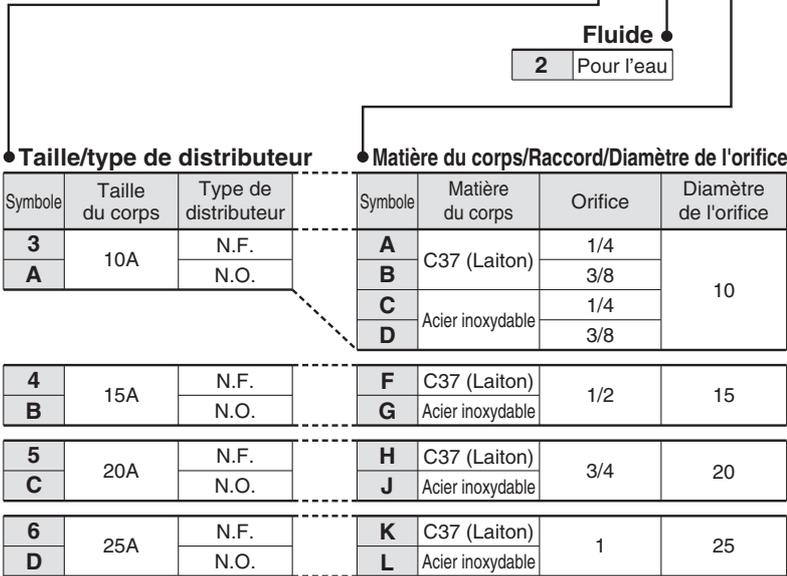 Fluide
2 Pour l'eau
Taille/type de distributeur
Symbole Taille du corps Type de distributeur
3 10A N.F.
A N.O.
4 15A N.F.
B N.O.
5 20A N.F.
C N.O.
6 25A N.F.
D N.O.
Matière du corps/Raccord/Diamètre de l'orifice
Symbole Matière du corps Orifice Diamètre de l'orifice
A C37 (Laiton) 1/4 10
B 3/8
C Acier inoxydable 1/4
D 3/8
F C37 (Laiton) 1/2 15
G Acier inoxydable
H C37 (Laiton) 3/4 20
J Acier inoxydable
K C37 (Laiton) 1 25
L Acier inoxydable